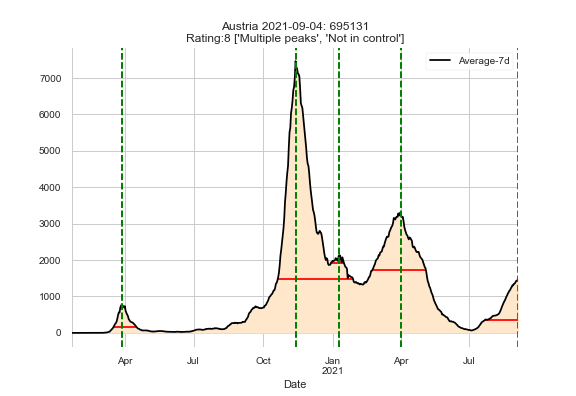 Austria 2021-09-04: 695131
Rating:8 ['Multiple peaks', 'Not in control']
Average-7d
7000
6000
5000
4000
3000
2000
1000
0
Apr
Jul
Oct
Jan
2021
Apr
Jul
Date